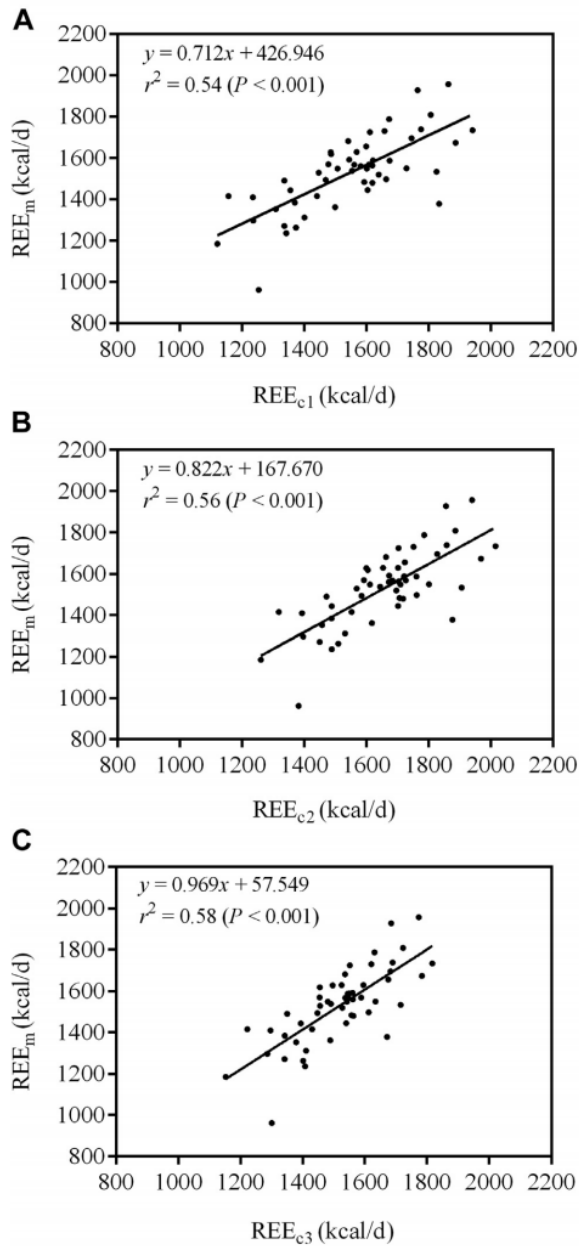 A
y = 0.712x + 426.946
r² = 0.54 (P < 0.001)
2200
2000
1800
1600
1400
1200
1000
800
REEm (kcal/d)
800 1000 1200 1400 1600 1800 2000 2200
REEc1 (kcal/d)
B
y = 0.822x + 167.670
r² = 0.56 (P < 0.001)
2200
2000
1800
1600
1400
1200
1000
800
REEm (kcal/d)
800 1000 1200 1400 1600 1800 2000 2200
REEc2 (kcal/d)
C
y = 0.969x + 57.549
r² = 0.58 (P < 0.001)
2200
2000
1800
1600
1400
1200
1000
800
REEm (kcal/d)
800 1000 1200 1400 1600 1800 2000 2200
REEc3 (kcal/d)